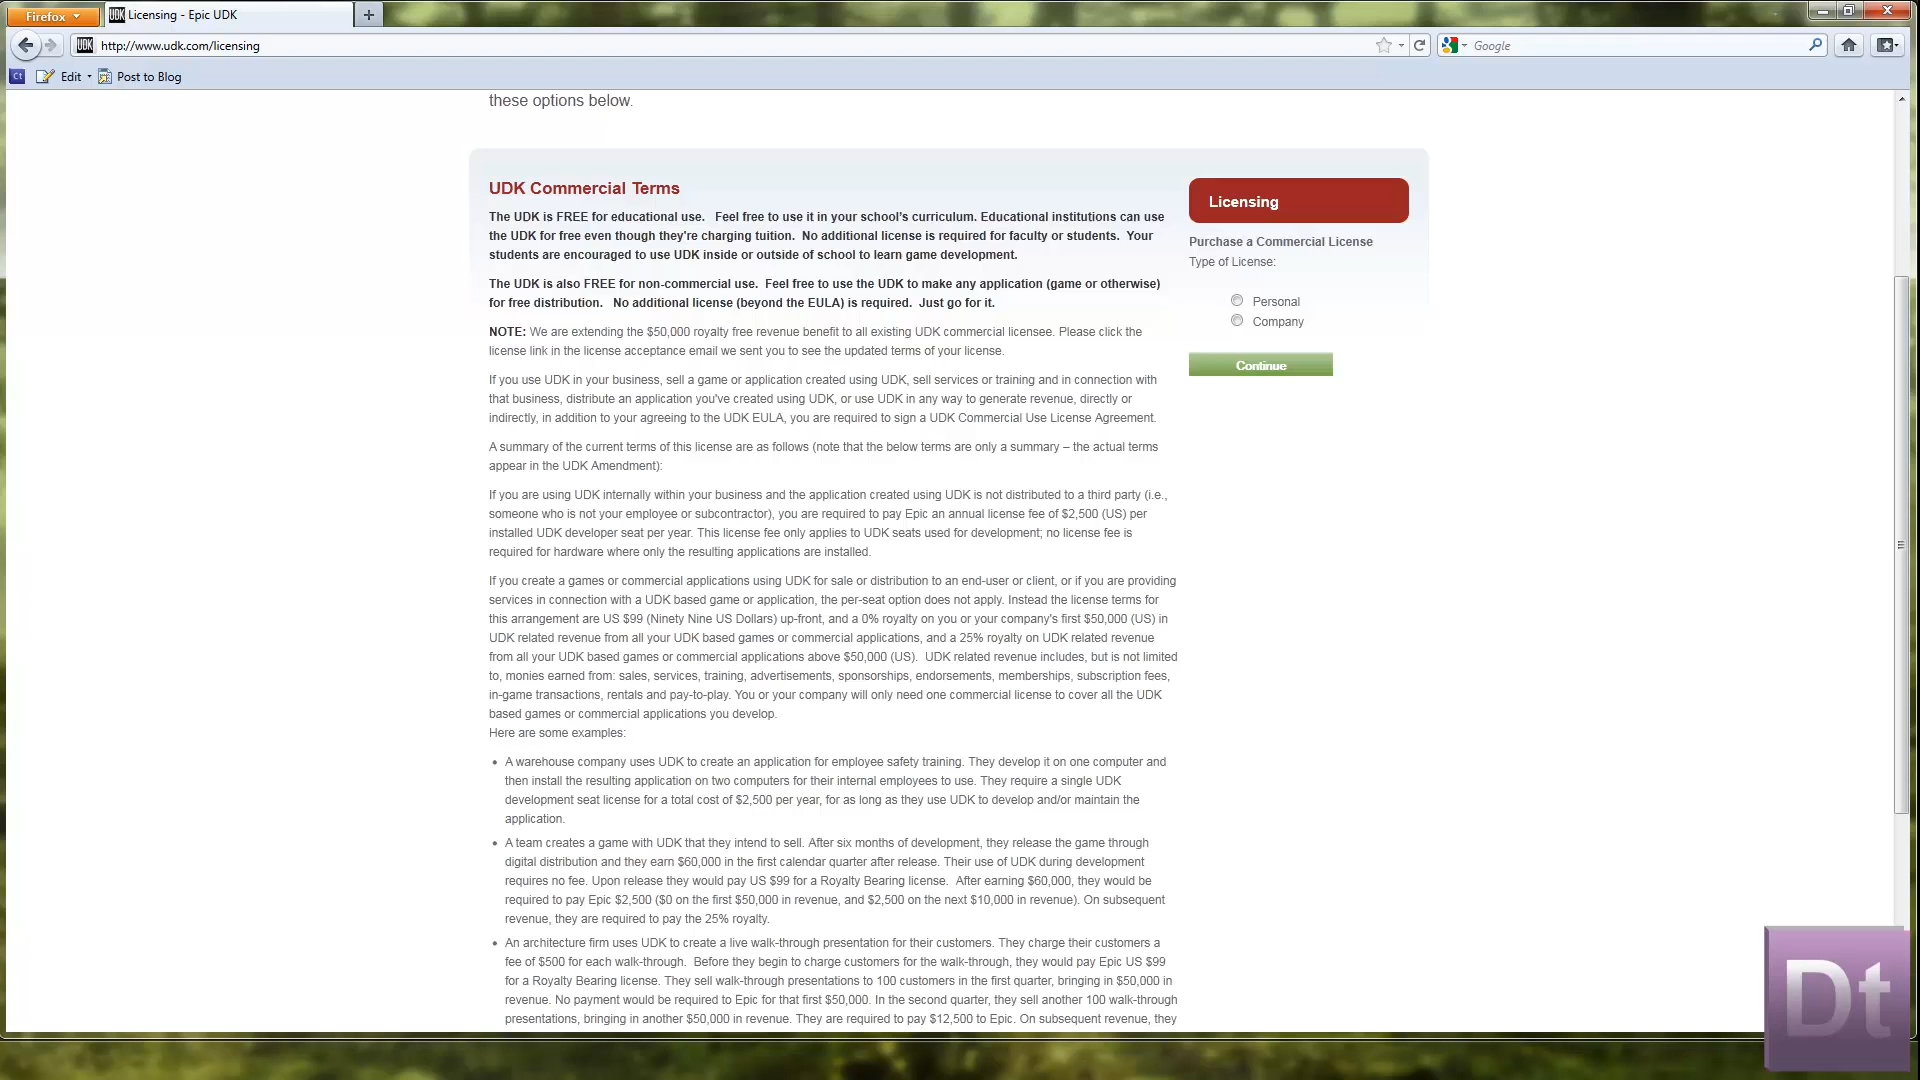 Firefox
UDK Licensing - Epic UDK
UDK http://www.udk.com/licensing
Google
Ct Edit Post to Blog
these options below.
UDK Commercial Terms
The UDK is FREE for educational use.   Feel free to use it in your school's curriculum. Educational institutions can use
the UDK for free even though they're charging tuition.  No additional license is required for faculty or students.  Your
students are encouraged to use UDK inside or outside of school to learn game development.
The UDK is also FREE for non-commercial use.  Feel free to use the UDK to make any application (game or otherwise)
for free distribution.   No additional license (beyond the EULA) is required.  Just go for it.
NOTE: We are extending the $50,000 royalty free revenue benefit to all existing UDK commercial licensee. Please click the
license link in the license acceptance email we sent you to see the updated terms of your license.
If you use UDK in your business, sell a game or application created using UDK, sell services or training and in connection with
that business, distribute an application you've created using UDK, or use UDK in any way to generate revenue, directly or
indirectly, in addition to your agreeing to the UDK EULA, you are required to sign a UDK Commercial Use License Agreement.
A summary of the current terms of this license are as follows (note that the below terms are only a summary – the actual terms
appear in the UDK Amendment):
If you are using UDK internally within your business and the application created using UDK is not distributed to a third party (i.e.,
someone who is not your employee or subcontractor), you are required to pay Epic an annual license fee of $2,500 (US) per
installed UDK developer seat per year. This license fee only applies to UDK seats used for development; no license fee is
required for hardware where only the resulting applications are installed.
If you create a games or commercial applications using UDK for sale or distribution to an end-user or client, or if you are providing
services in connection with a UDK based game or application, the per-seat option does not apply. Instead the license terms for
this arrangement are US $99 (Ninety Nine US Dollars) up-front, and a 0% royalty on you or your company's first $50,000 (US) in
UDK related revenue from all your UDK based games or commercial applications, and a 25% royalty on UDK related revenue
from all your UDK based games or commercial applications above $50,000 (US).  UDK related revenue includes, but is not limited
to, monies earned from: sales, services, training, advertisements, sponsorships, endorsements, memberships, subscription fees,
in-game transactions, rentals and pay-to-play. You or your company will only need one commercial license to cover all the UDK
based games or commercial applications you develop.
Here are some examples:
• A warehouse company uses UDK to create an application for employee safety training. They develop it on one computer and
then install the resulting application on two computers for their internal employees to use. They require a single UDK
development seat license for a total cost of $2,500 per year, for as long as they use UDK to develop and/or maintain the
application.
• A team creates a game with UDK that they intend to sell. After six months of development, they release the game through
digital distribution and they earn $60,000 in the first calendar quarter after release. Their use of UDK during development
requires no fee. Upon release they would pay US $99 for a Royalty Bearing license.  After earning $60,000, they would be
required to pay Epic $2,500 ($0 on the first $50,000 in revenue, and $2,500 on the next $10,000 in revenue). On subsequent
revenue, they are required to pay the 25% royalty.
• An architecture firm uses UDK to create a live walk-through presentation for their customers. They charge their customers a
fee of $500 for each walk-through.  Before they begin to charge customers for the walk-through, they would pay Epic US $99
for a Royalty Bearing license. They sell walk-through presentations to 100 customers in the first quarter, bringing in $50,000 in
revenue. No payment would be required to Epic for that first $50,000. In the second quarter, they sell another 100 walk-through
presentations, bringing in another $50,000 in revenue. They are required to pay $12,500 to Epic. On subsequent revenue, they
Licensing
Purchase a Commercial License
Type of License:
Personal
Company
Continue
Dt